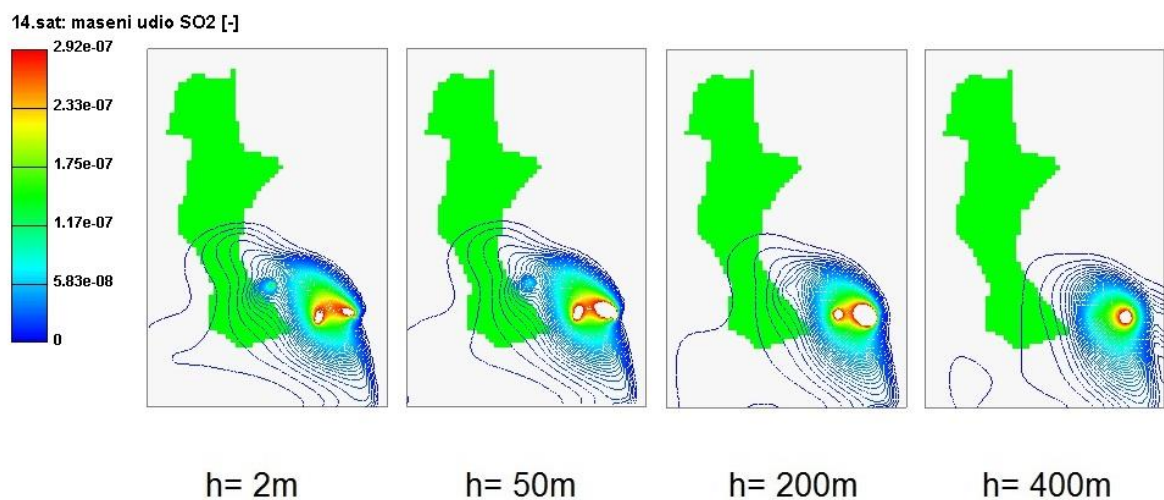 14.sat: maseni udio SO2 [-]
2.92e-07
2.33e-07
1.75e-07
1.17e-07
5.83e-08
0
h= 2m
h= 50m
h= 200m
h= 400m